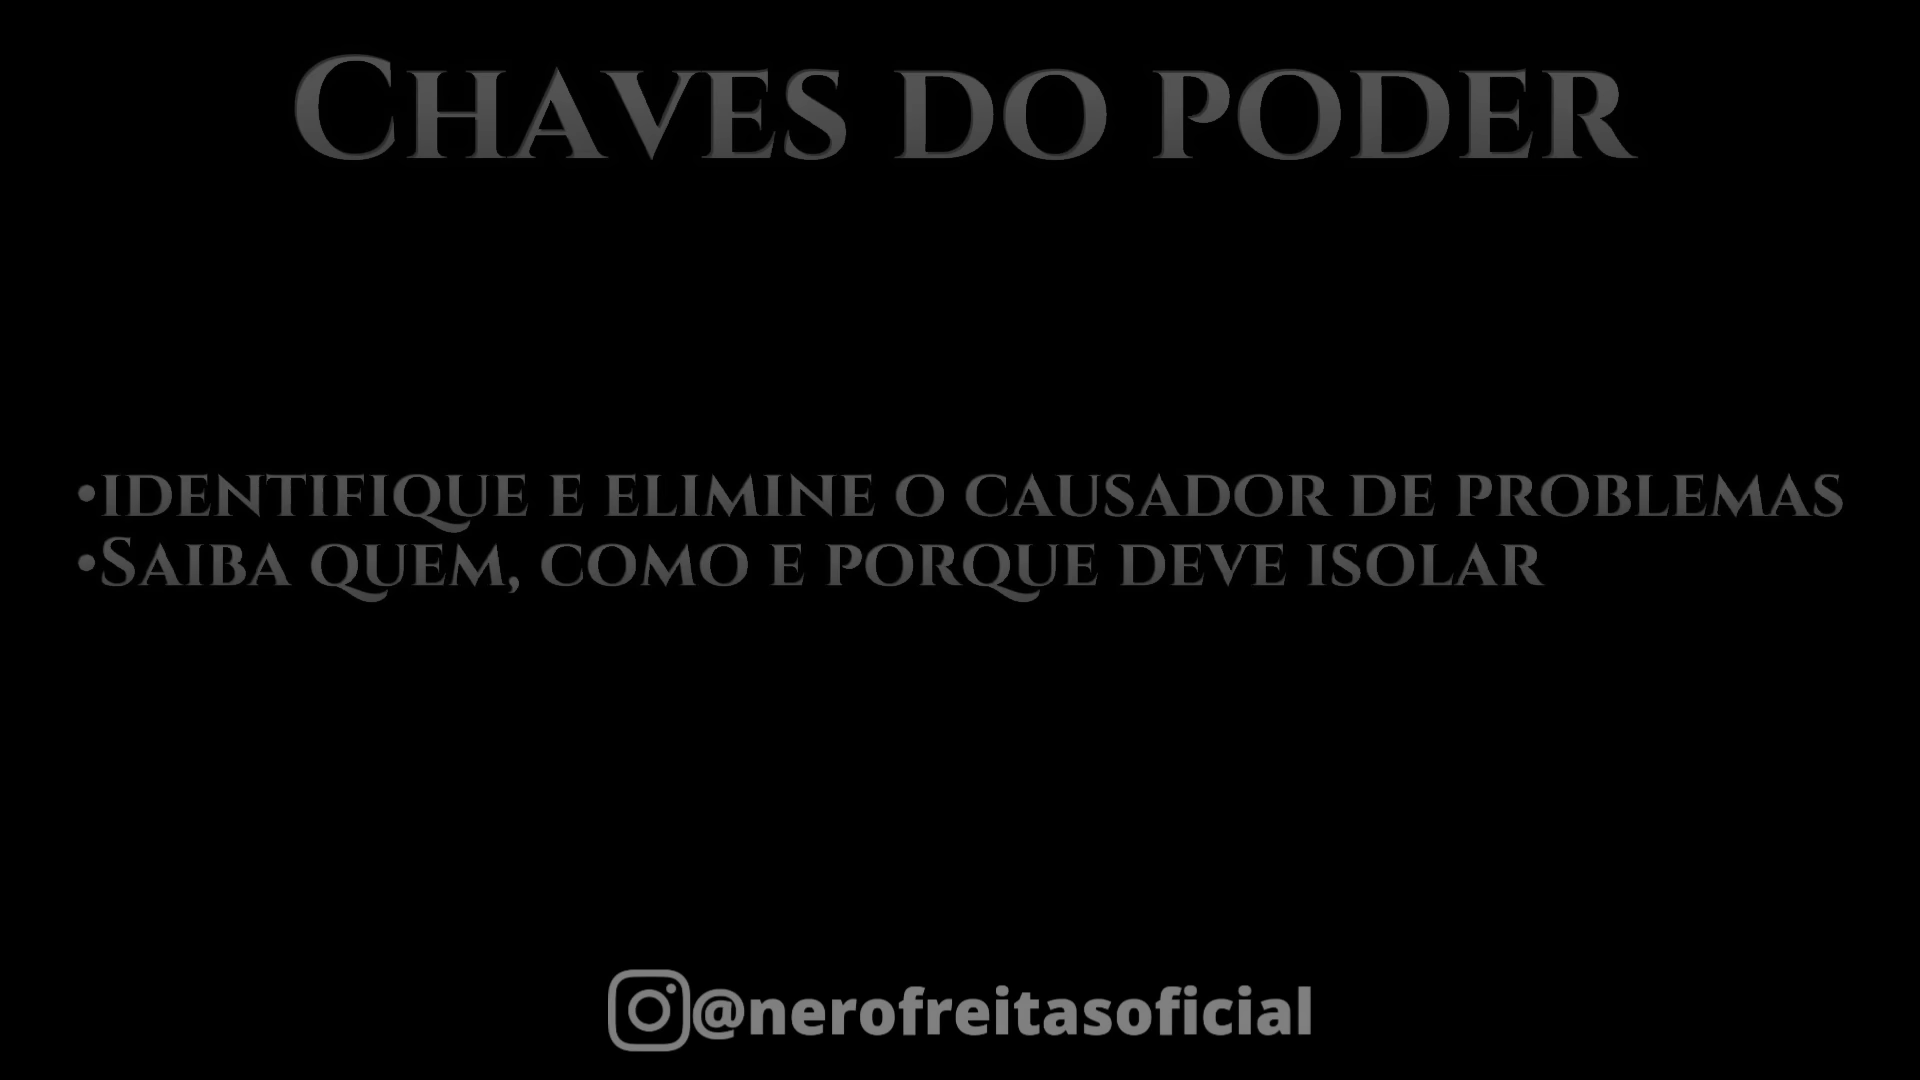 Chaves do poder
•identifique e elimine o causador de problemas
•Saiba quem, como e porque deve isolar
@nerofreitasoficial